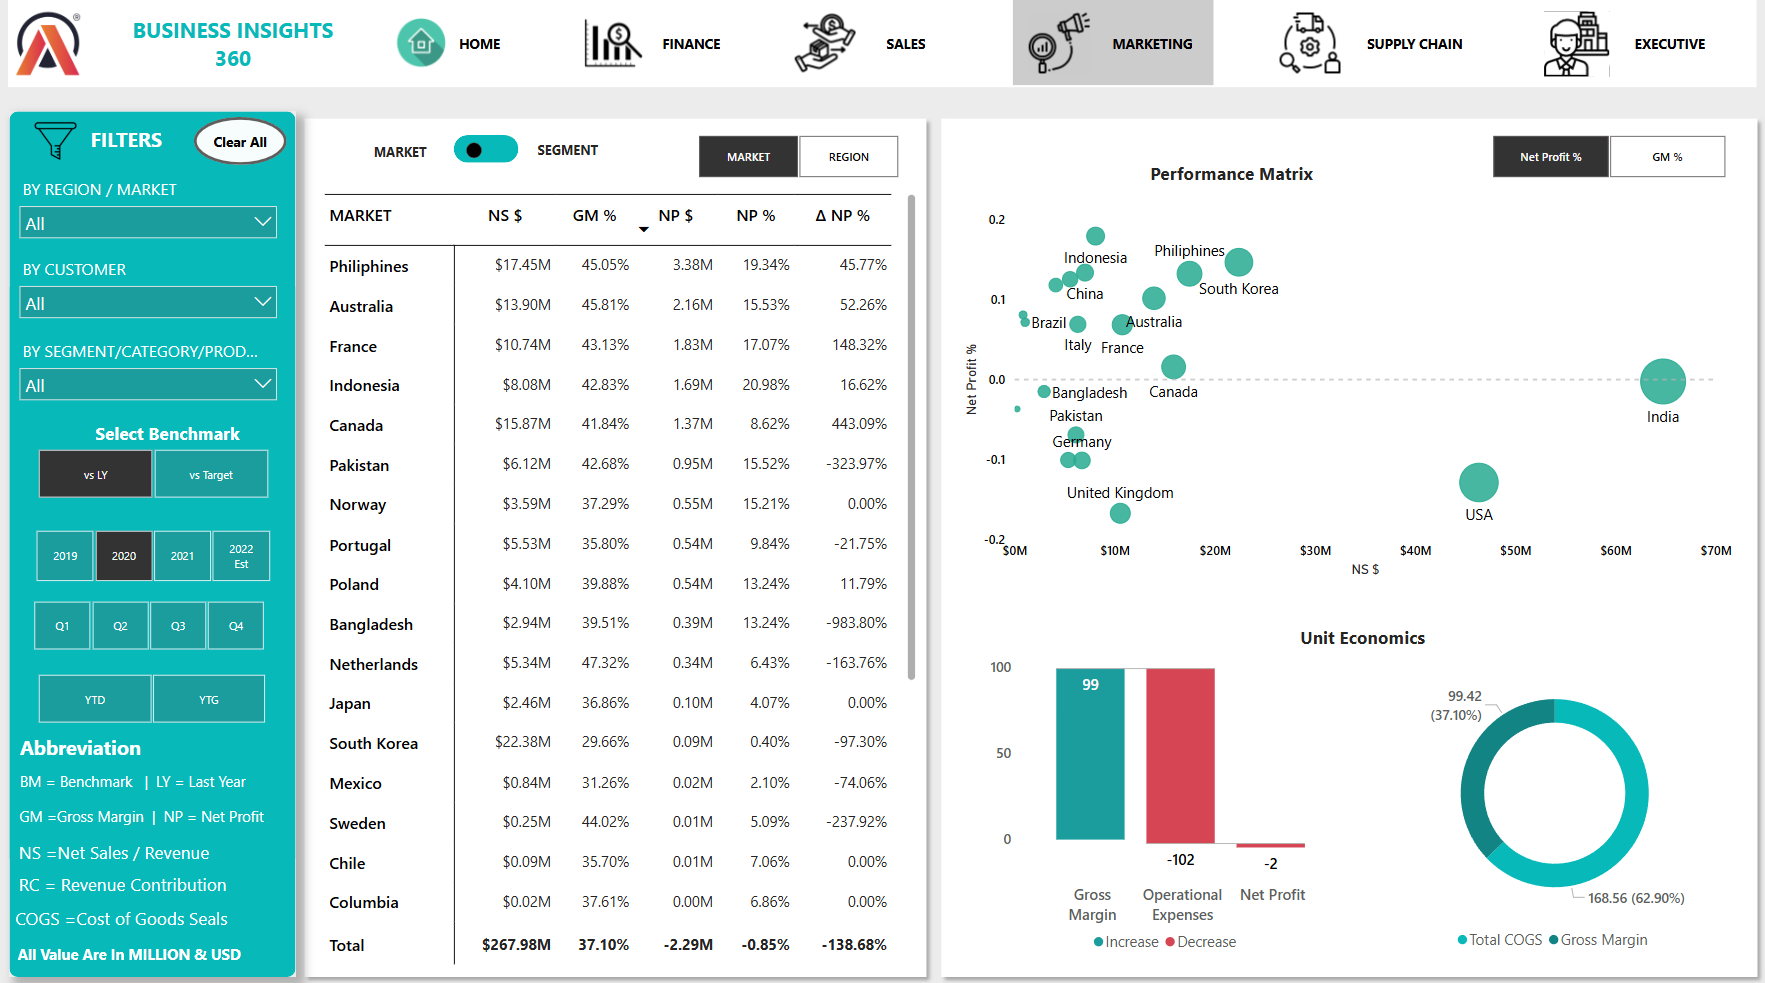 BUSINESS INSIGHTS
360
HOME
FINANCE
SALES
MARKETING
SUPPLY CHAIN
EXECUTIVE
FILTERS
Clear All
BY REGION / MARKET
All
BY CUSTOMER
All
BY SEGMENT/CATEGORY/PROD...
All
Select Benchmark
vs LY
vs Target
2019
2020
2021
2022
Est
Q1
Q2
Q3
Q4
YTD
YTG
Abbreviation
BM = Benchmark | LY = Last Year
GM =Gross Margin | NP = Net Profit
NS =Net Sales / Revenue
RC = Revenue Contribution
COGS =Cost of Goods Seals
All Value Are In MILLION & USD
MARKET
SEGMENT
MARKET
REGION
MARKET NS $ GM % NP $ NP % Δ NP %
Philiphines $17.45M 45.05% 3.38M 19.34% 45.77%
Australia $13.90M 45.81% 2.16M 15.53% 52.26%
France $10.74M 43.13% 1.83M 17.07% 148.32%
Indonesia $8.08M 42.83% 1.69M 20.98% 16.62%
Canada $15.87M 41.84% 1.37M 8.62% 443.09%
Pakistan $6.12M 42.68% 0.95M 15.52% -323.97%
Norway $3.59M 37.29% 0.55M 15.21% 0.00%
Portugal $5.53M 35.80% 0.54M 9.84% -21.75%
Poland $4.10M 39.88% 0.54M 13.24% 11.79%
Bangladesh $2.94M 39.51% 0.39M 13.24% -983.80%
Netherlands $5.34M 47.32% 0.34M 6.43% -163.76%
Japan $2.46M 36.86% 0.10M 4.07% 0.00%
South Korea $22.38M 29.66% 0.09M 0.40% -97.30%
Mexico $0.84M 31.26% 0.02M 2.10% -74.06%
Sweden $0.25M 44.02% 0.01M 5.09% -237.92%
Chile $0.09M 35.70% 0.01M 7.06% 0.00%
Columbia $0.02M 37.61% 0.00M 6.86% 0.00%
Total $267.98M 37.10% -2.29M -0.85% -138.68%
Performance Matrix
Net Profit %
GM %
Net Profit %
0.2
0.1
0.0
-0.1
-0.2
Indonesia
Philiphines
China
South Korea
Brazil
Australia
Italy
France
Bangladesh
Canada
Pakistan
India
Germany
United Kingdom
USA
$0M $10M $20M $30M $40M $50M $60M $70M
NS $
Unit Economics
100
50
0
99
-102
-2
Gross
Margin
Operational
Expenses
Net Profit
Increase Decrease
99.42
(37.10%)
168.56 (62.90%)
Total COGS Gross Margin